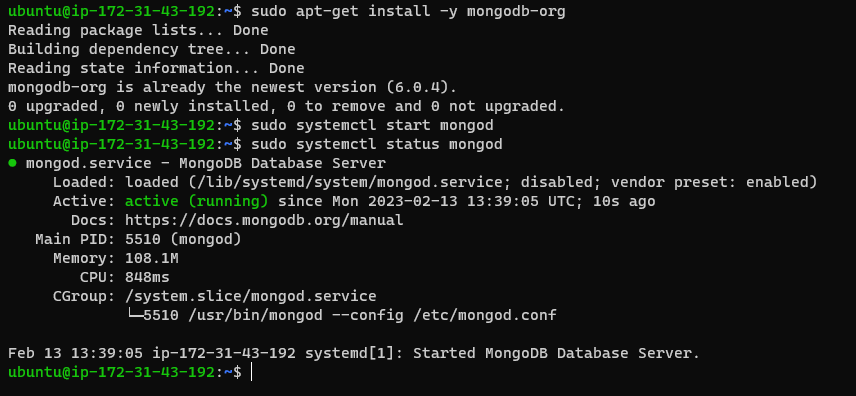 ubuntu@ip-172-31-43-192:~$ sudo apt-get install -y mongodb-org
Reading package lists... Done
Building dependency tree... Done
Reading state information... Done
mongodb-org is already the newest version (6.0.4).
0 upgraded, 0 newly installed, 0 to remove and 0 not upgraded.
ubuntu@ip-172-31-43-192:~$ sudo systemctl start mongod
ubuntu@ip-172-31-43-192:~$ sudo systemctl status mongod
● mongod.service - MongoDB Database Server
     Loaded: loaded (/lib/systemd/system/mongod.service; disabled; vendor preset: enabled)
     Active: active (running) since Mon 2023-02-13 13:39:05 UTC; 10s ago
       Docs: https://docs.mongodb.org/manual
   Main PID: 5510 (mongod)
     Memory: 108.1M
        CPU: 848ms
     CGroup: /system.slice/mongod.service
             └─5510 /usr/bin/mongod --config /etc/mongod.conf
Feb 13 13:39:05 ip-172-31-43-192 systemd[1]: Started MongoDB Database Server.
ubuntu@ip-172-31-43-192:~$